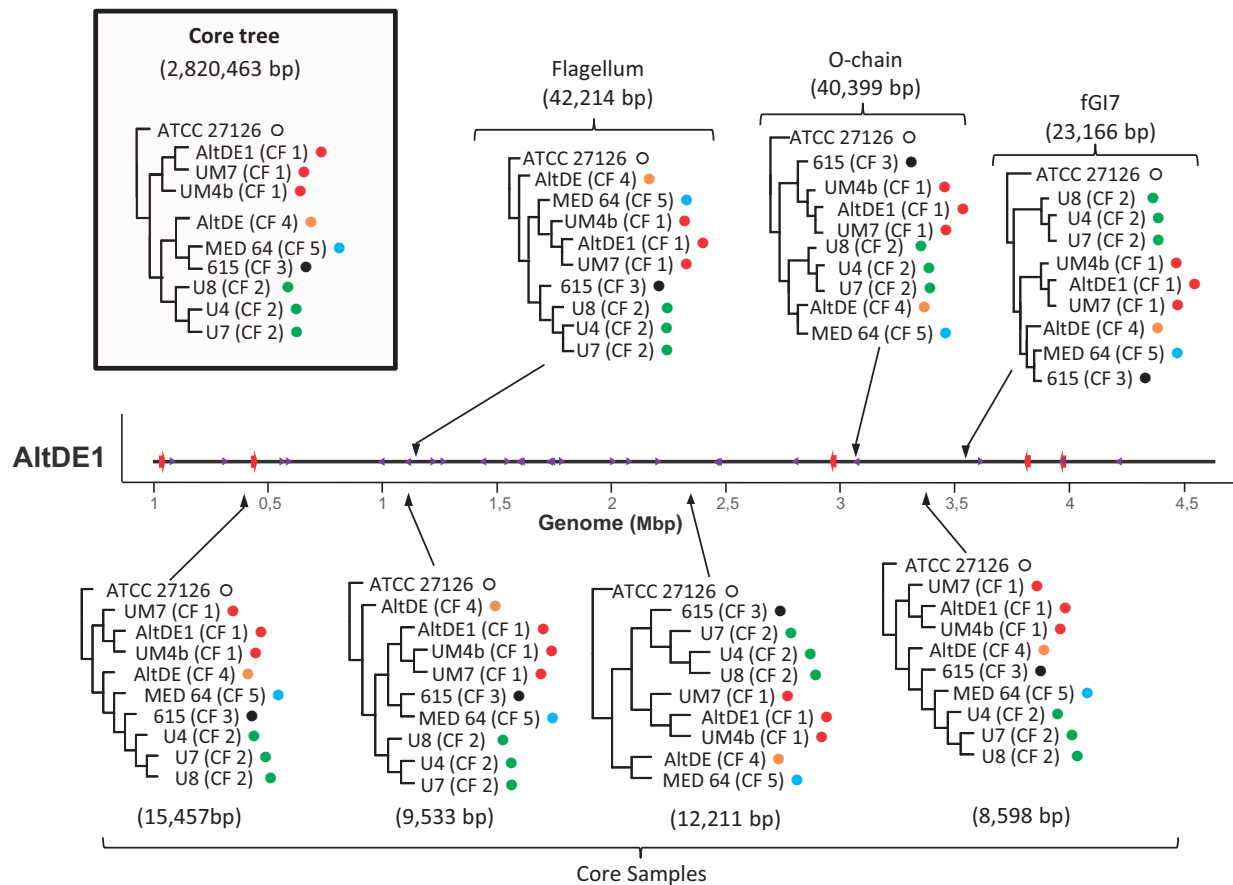 Core tree
(2,820,463 bp)
ATCC 27126
AltDE1 (CF 1)
UM7 (CF 1)
UM4b (CF 1)
AltDE (CF 4)
MED 64 (CF 5)
615 (CF 3)
U8 (CF 2)
U4 (CF 2)
U7 (CF 2)
Flagellum
(42,214 bp)
ATCC 27126
AltDE (CF 4)
MED 64 (CF 5)
UM4b (CF 1)
AltDE1 (CF 1)
UM7 (CF 1)
615 (CF 3)
U8 (CF 2)
U4 (CF 2)
U7 (CF 2)
O-chain
(40,399 bp)
ATCC 27126
615 (CF 3)
UM4b (CF 1)
AltDE1 (CF 1)
UM7 (CF 1)
U8 (CF 2)
U4 (CF 2)
U7 (CF 2)
AltDE (CF 4)
MED 64 (CF 5)
fGI7
(23,166 bp)
ATCC 27126
U8 (CF 2)
U4 (CF 2)
U7 (CF 2)
UM4b (CF 1)
AltDE1 (CF 1)
UM7 (CF 1)
AltDE (CF 4)
MED 64 (CF 5)
615 (CF 3)
AltDE1
1 0,5 1 1,5 2 2,5 3 3,5 4 4,5
Genome (Mbp)
ATCC 27126
UM7 (CF 1)
AltDE1 (CF 1)
UM4b (CF 1)
AltDE (CF 4)
MED 64 (CF 5)
615 (CF 3)
U4 (CF 2)
U7 (CF 2)
U8 (CF 2)
(15,457bp)
ATCC 27126
AltDE (CF 4)
AltDE1 (CF 1)
UM4b (CF 1)
UM7 (CF 1)
615 (CF 3)
MED 64 (CF 5)
U8 (CF 2)
U4 (CF 2)
U7 (CF 2)
(9,533 bp)
ATCC 27126
615 (CF 3)
U7 (CF 2)
U4 (CF 2)
U8 (CF 2)
UM7 (CF 1)
AltDE1 (CF 1)
UM4b (CF 1)
AltDE (CF 4)
MED 64 (CF 5)
(12,211 bp)
ATCC 27126
UM7 (CF 1)
AltDE1 (CF 1)
UM4b (CF 1)
AltDE (CF 4)
615 (CF 3)
MED 64 (CF 5)
U4 (CF 2)
U7 (CF 2)
U8 (CF 2)
(8,598 bp)
Core Samples